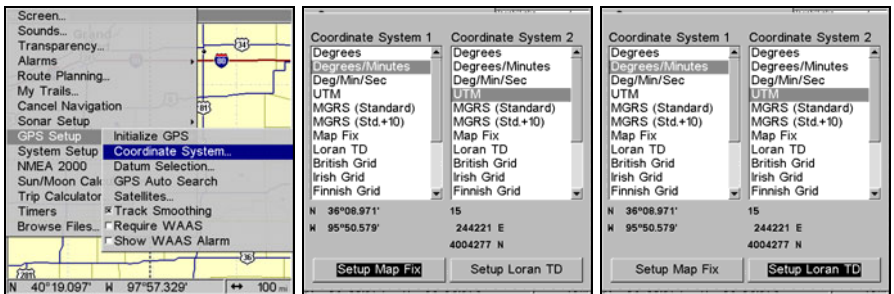 Screen...
Sounds...
Transparency...
Alarms
Route Planning...
My Trails...
Cancel Navigation
Sonar Setup
GPS Setup
System Setup
NMEA 2000
Sun/Moon Calc
Trip Calculator
Timers
Browse Files...
Initialize GPS
Coordinate System...
Datum Selection...
GPS Auto Search
Satellites...
Track Smoothing
Require WAAS
Show WAAS Alarm
Grand
34
80
81
36
281
N 40°19.097' W 97°57.329' ↔ 100 mi
Coordinate System 1
Degrees
Degrees/Minutes
Deg/Min/Sec
UTM
MGRS (Standard)
MGRS (Std.+10)
Map Fix
Loran TD
British Grid
Irish Grid
Finnish Grid
N 36°08.971'
W 95°50.579'
Coordinate System 2
Degrees
Degrees/Minutes
Deg/Min/Sec
UTM
MGRS (Standard)
MGRS (Std.+10)
Map Fix
Loran TD
British Grid
Irish Grid
Finnish Grid
15
244221 E
4004277 N
Setup Map Fix
Setup Loran TD
Coordinate System 1
Degrees
Degrees/Minutes
Deg/Min/Sec
UTM
MGRS (Standard)
MGRS (Std.+10)
Map Fix
Loran TD
British Grid
Irish Grid
Finnish Grid
N 36°08.971'
W 95°50.579'
Coordinate System 2
Degrees
Degrees/Minutes
Deg/Min/Sec
UTM
MGRS (Standard)
MGRS (Std.+10)
Map Fix
Loran TD
British Grid
Irish Grid
Finnish Grid
15
244221 E
4004277 N
Setup Map Fix
Setup Loran TD